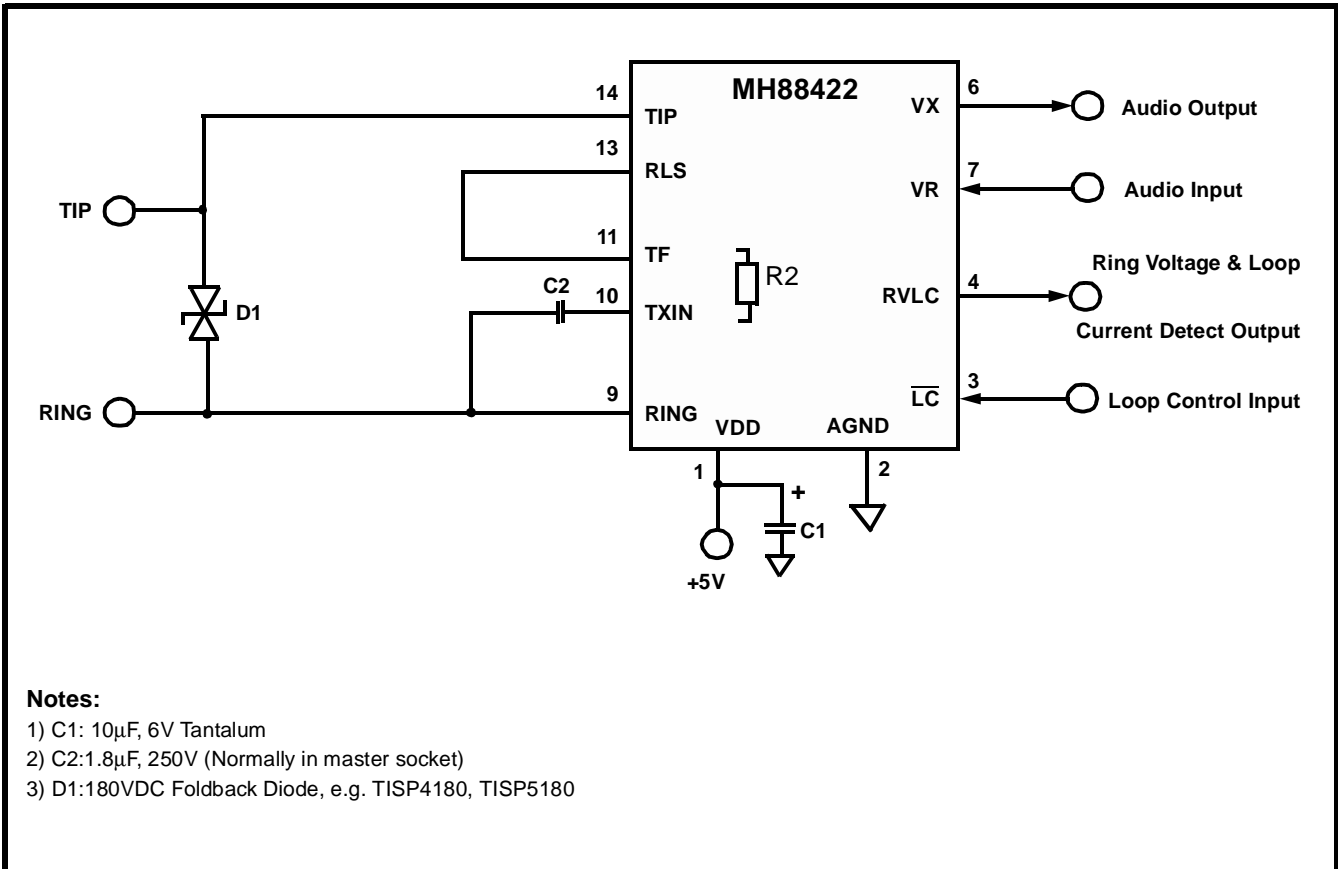 MH88422
14
TIP
13
RLS
11
TF
C2
10
TXIN
9
RING
VDD
AGND
1
2
6
VX
Audio Output
7
VR
Audio Input
Ring Voltage & Loop
4
RVLC
Current Detect Output
3
LC
Loop Control Input
R2
TIP
D1
RING
+
C1
+5V
Notes:
1) C1: 10μF, 6V Tantalum
2) C2:1.8μF, 250V (Normally in master socket)
3) D1:180VDC Foldback Diode, e.g. TISP4180, TISP5180